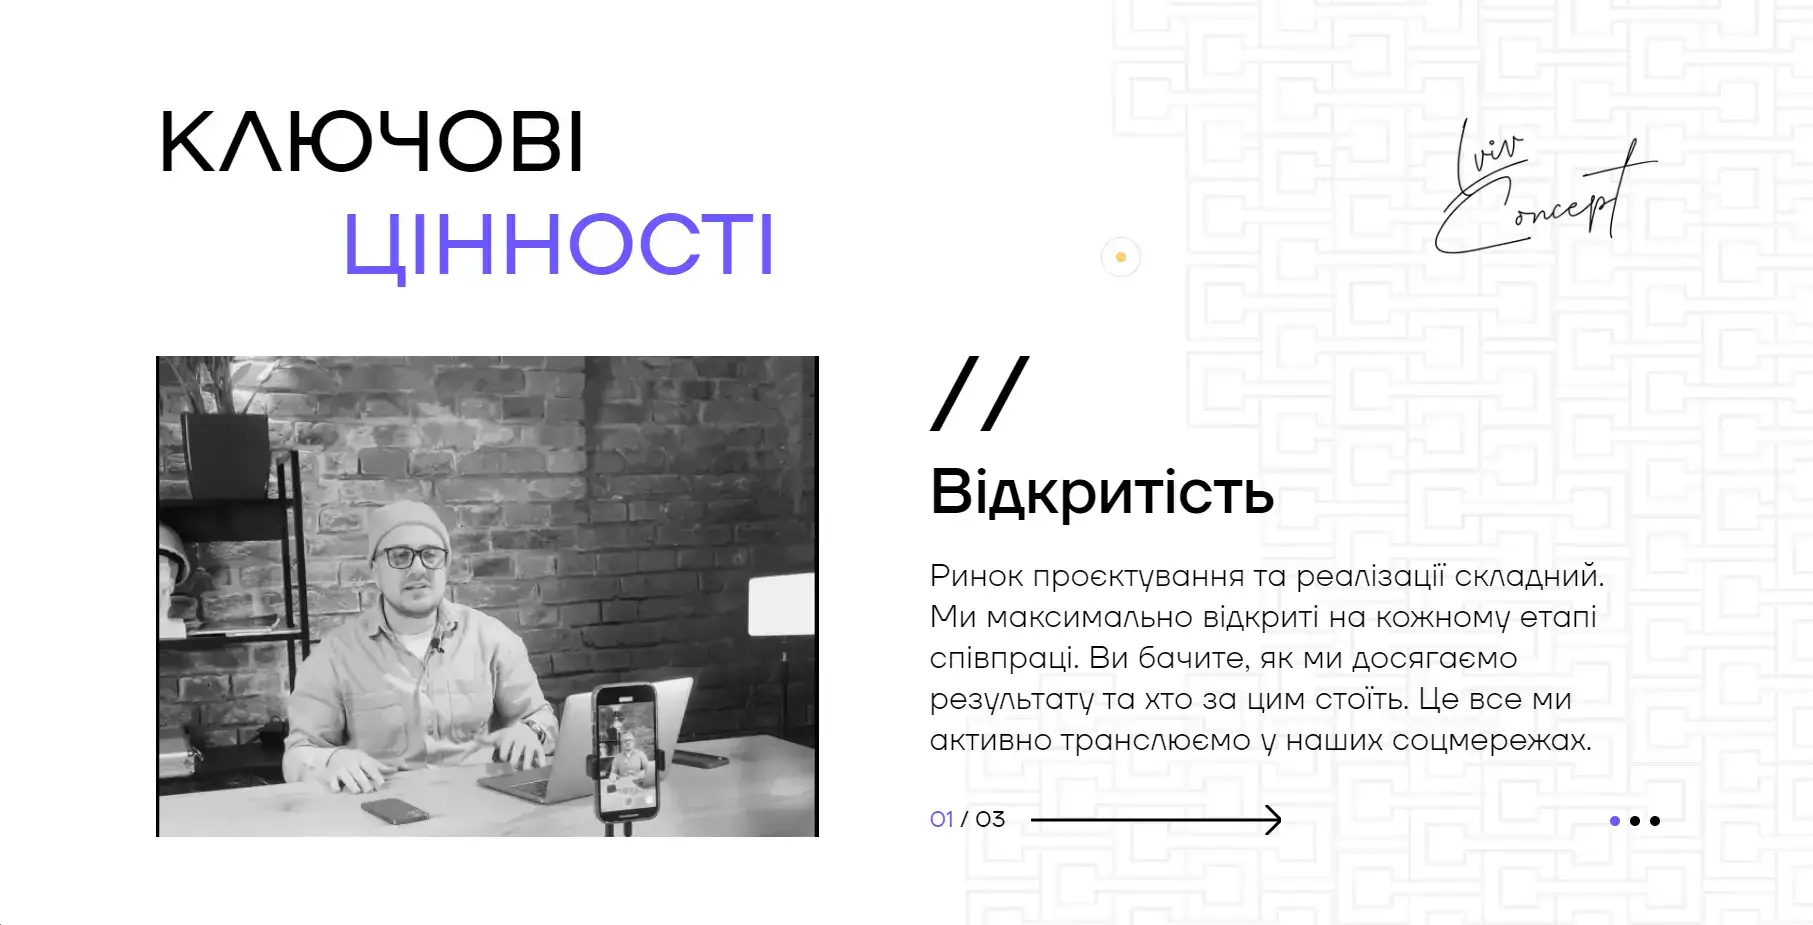 КЛЮЧОВІ
ЦІННОСТІ
Lviv
Concept
//
Відкритість
Ринок проєктування та реалізації складний.
Ми максимально відкриті на кожному етапі
співпраці. Ви бачите, як ми досягаємо
результату та хто за цим стоїть. Це все ми
активно транслюємо у наших соцмережах.
01 / 03